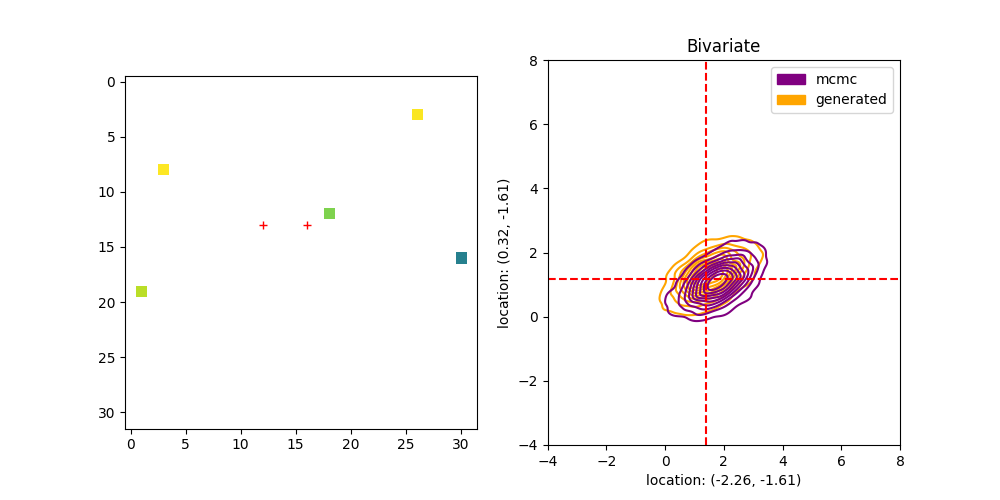 0
5
10
15
20
25
30
0 5 10 15 20 25 30
Bivariate
mcmc
generated
8
6
4
2
0
−2
−4
−4 −2 0 2 4 6 8
location: (0.32, -1.61)
location: (-2.26, -1.61)